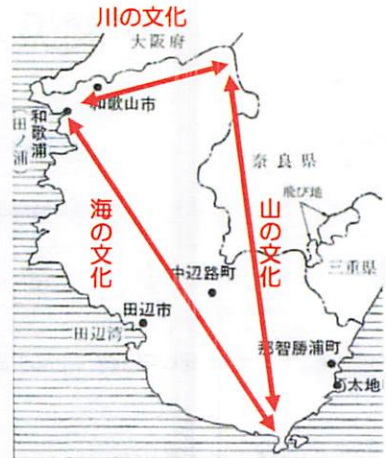 川の文化
大阪府
和歌山市
和歌浦
(田ノ浦)
奈良県
飛び地
海の文化
山の文化
三重県
中辺路町
田辺市
田辺湾
那智勝浦町
太地